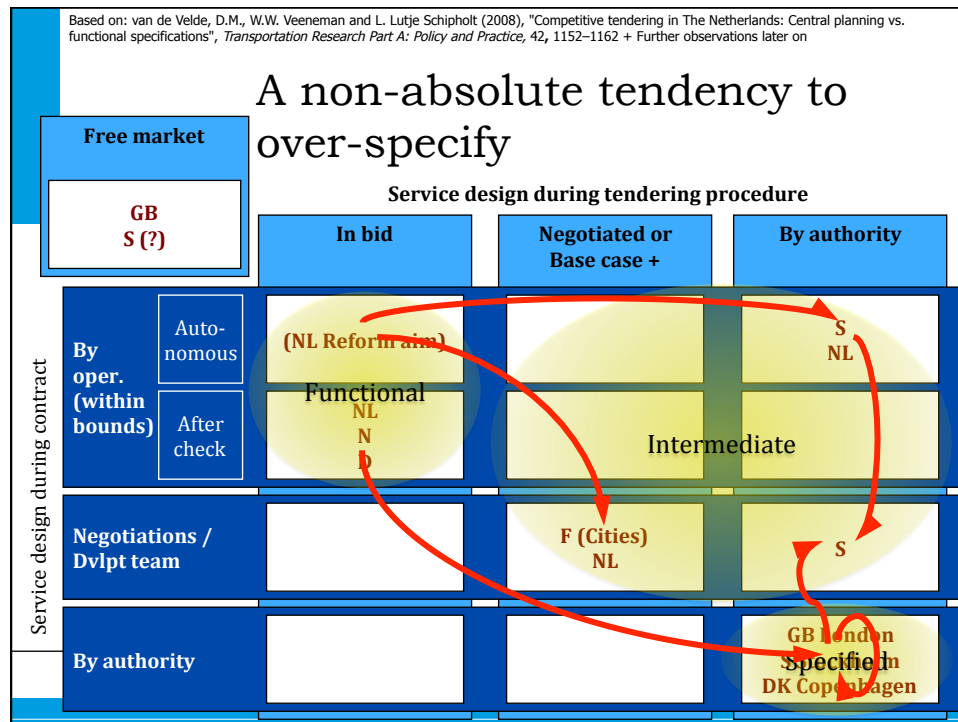 Based on: van de Velde, D.M., W.W. Veeneman and L. Lutje Schipholt (2008), "Competitive tendering in The Netherlands: Central planning vs.
functional specifications", Transportation Research Part A: Policy and Practice, 42, 1152–1162 + Further observations later on
A non-absolute tendency to
over-specify
Free market
GB
S (?)
Service design during tendering procedure
In bid
Negotiated or
Base case +
By authority
Service design during contract
By
oper.
(within
bounds)
Auto-
nomous
(NL Reform aim)
S
NL
Functional
After
check
NL
N
D
Intermediate
Negotiations /
Dvlpt team
F (Cities)
NL
S
By authority
GB London
Specified
DK Copenhagen